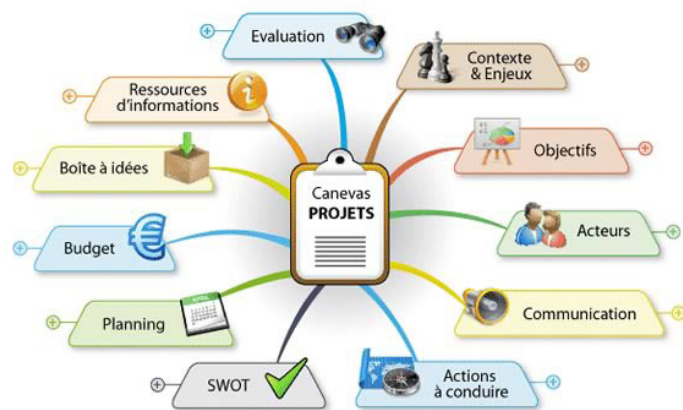 Canevas
PROJETS
Contexte
& Enjeux
Objectifs
Acteurs
Communication
Actions
à conduire
SWOT
Planning
Budget
Boîte à idées
Ressources
d'informations
Evaluation